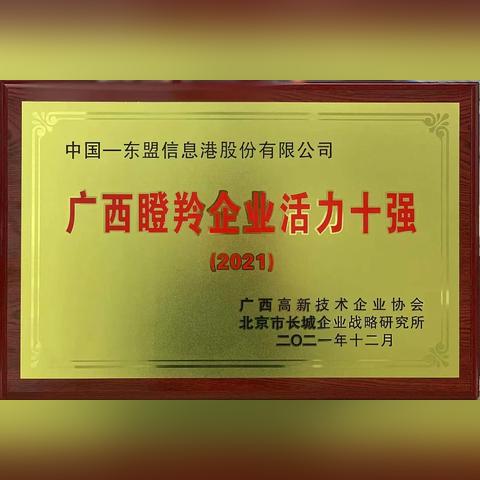 中国—东盟信息港股份有限公司
广西瞪羚企业活力十强
(2021)
广西高新技术企业协会
北京市长城企业战略研究所
二〇二一年十二月